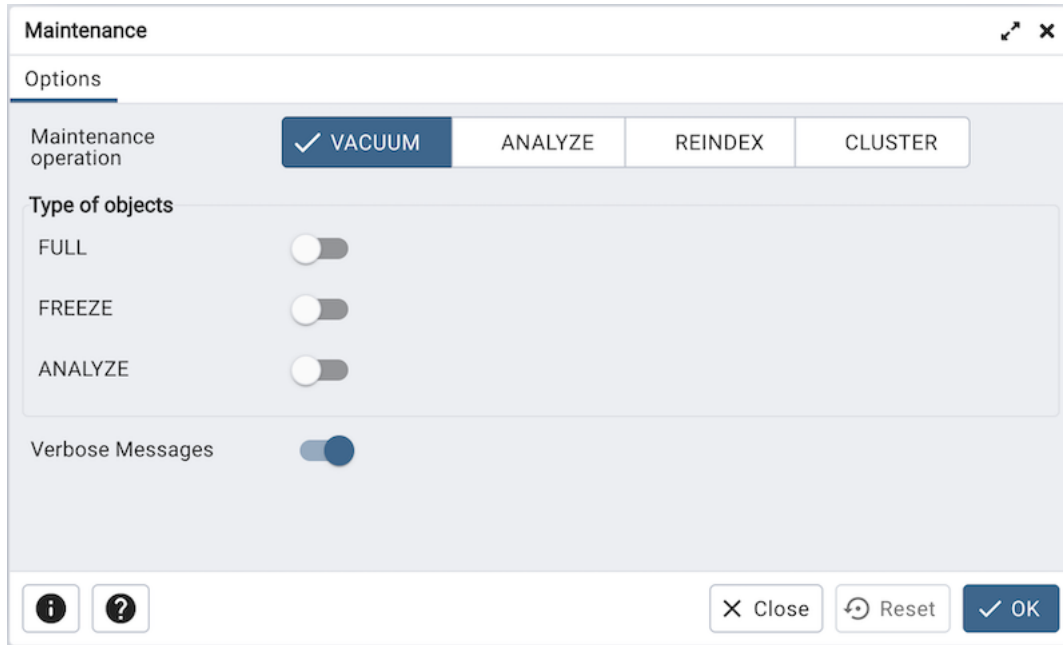 Maintenance
Options
Maintenance
operation
VACUUM ANALYZE REINDEX CLUSTER
Type of objects
FULL
FREEZE
ANALYZE
Verbose Messages
Close Reset OK